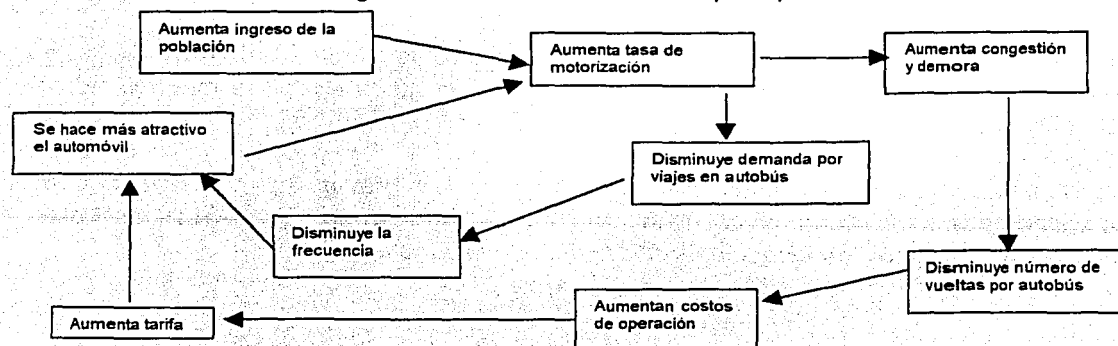 Aumenta ingreso de la
población
Aumenta tasa de
motorización
Aumenta congestión
y demora
Se hace más atractivo
el automóvil
Disminuye demanda por
viajes en autobús
Disminuye la
frecuencia
Disminuye número de
vueltas por autobús
Aumentan costos
de operación
Aumenta tarifa